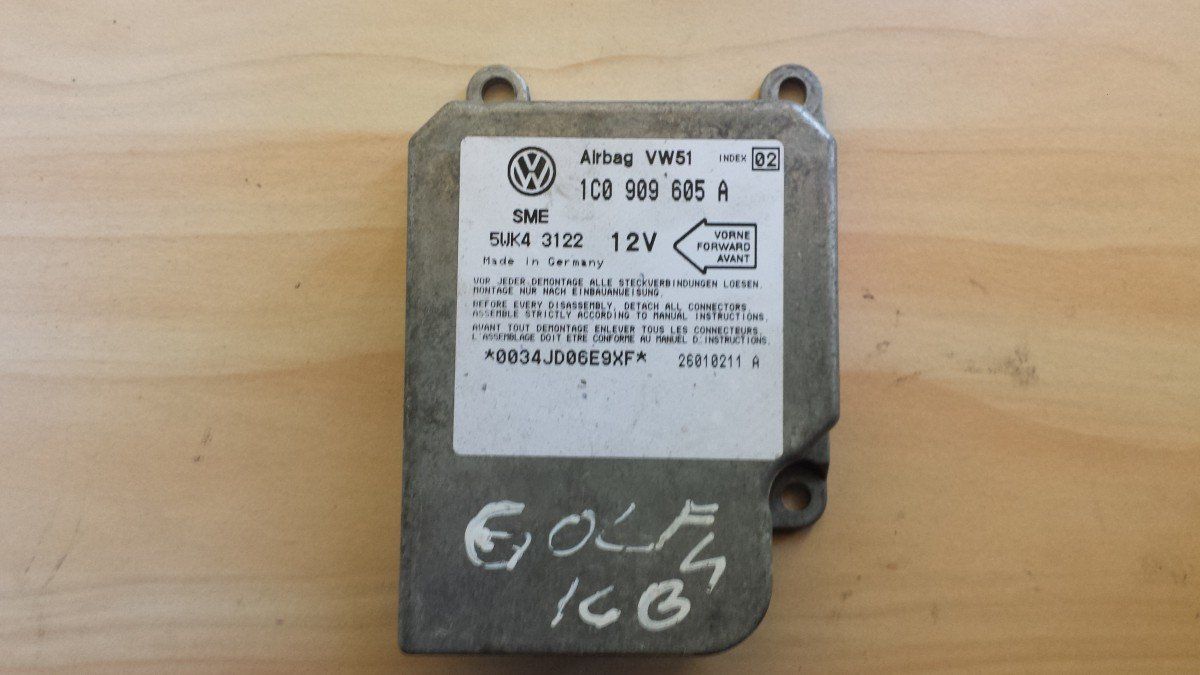 Airbag VW51 INDEX 02
1C0 909 605 A
SME
5WK4 3122 12V
VORNE
FORWARD
AVANT
Made in Germany
VOR JEDER DEMONTAGE ALLE STECKVERBINDUNGEN LOESEN.
MONTAGE NUR NACH EINBAUANWEISUNG.
BEFORE EVERY DISASSEMBLY, DETACH ALL CONNECTORS.
ASSEMBLE STRICTLY ACCORDING TO MANUAL INSTRUCTIONS.
AVANT TOUT DEMONTAGE ENLEVER TOUS LES CONNECTEURS.
L'ASSEMBLAGE DOIT ETRE CONFORME AU MANUEL D'INSTRUCTIONS.
*0034JD06E9XF* 26010211 A
GOLF 4
16B